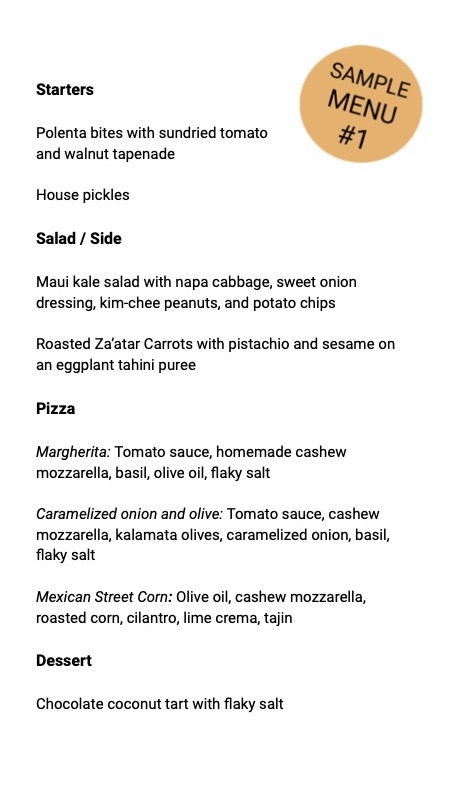 SAMPLE
MENU
#1
Starters
Polenta bites with sundried tomato
and walnut tapenade
House pickles
Salad / Side
Maui kale salad with napa cabbage, sweet onion
dressing, kim-chee peanuts, and potato chips
Roasted Za’atar Carrots with pistachio and sesame on
an eggplant tahini puree
Pizza
Margherita: Tomato sauce, homemade cashew
mozzarella, basil, olive oil, flaky salt
Caramelized onion and olive: Tomato sauce, cashew
mozzarella, kalamata olives, caramelized onion, basil,
flaky salt
Mexican Street Corn: Olive oil, cashew mozzarella,
roasted corn, cilantro, lime crema, tajin
Dessert
Chocolate coconut tart with flaky salt